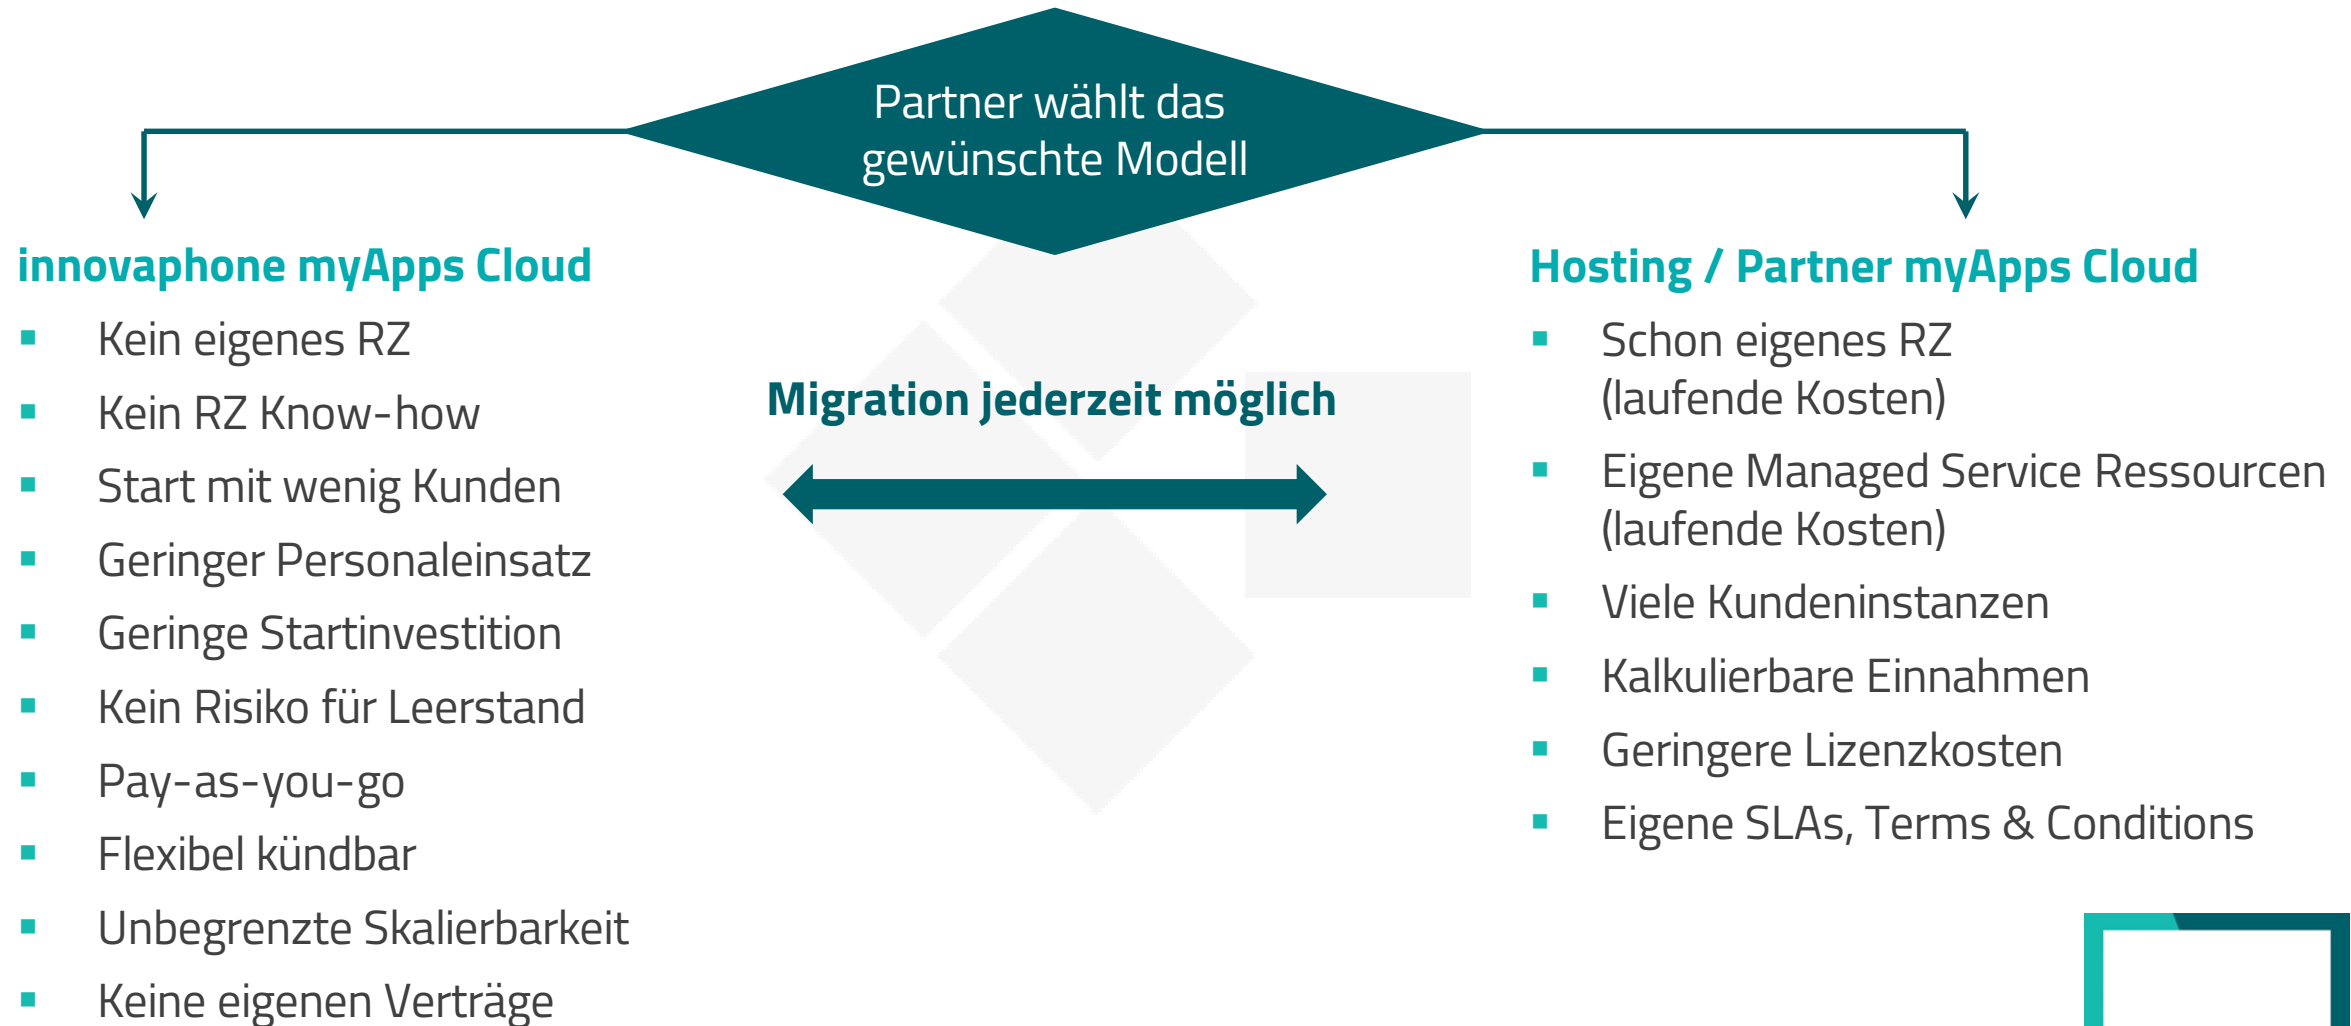 Partner wählt das
gewünschte Modell
innovaphone myApps Cloud
Kein eigenes RZ
Kein RZ Know-how
Start mit wenig Kunden
Geringer Personaleinsatz
Geringe Startinvestition
Kein Risiko für Leerstand
Pay-as-you-go
Flexibel kündbar
Unbegrenzte Skalierbarkeit
Keine eigenen Verträge
Migration jederzeit möglich
Hosting / Partner myApps Cloud
Schon eigenes RZ
(laufende Kosten)
Eigene Managed Service Ressourcen
(laufende Kosten)
Viele Kundeninstanzen
Kalkulierbare Einnahmen
Geringere Lizenzkosten
Eigene SLAs, Terms & Conditions